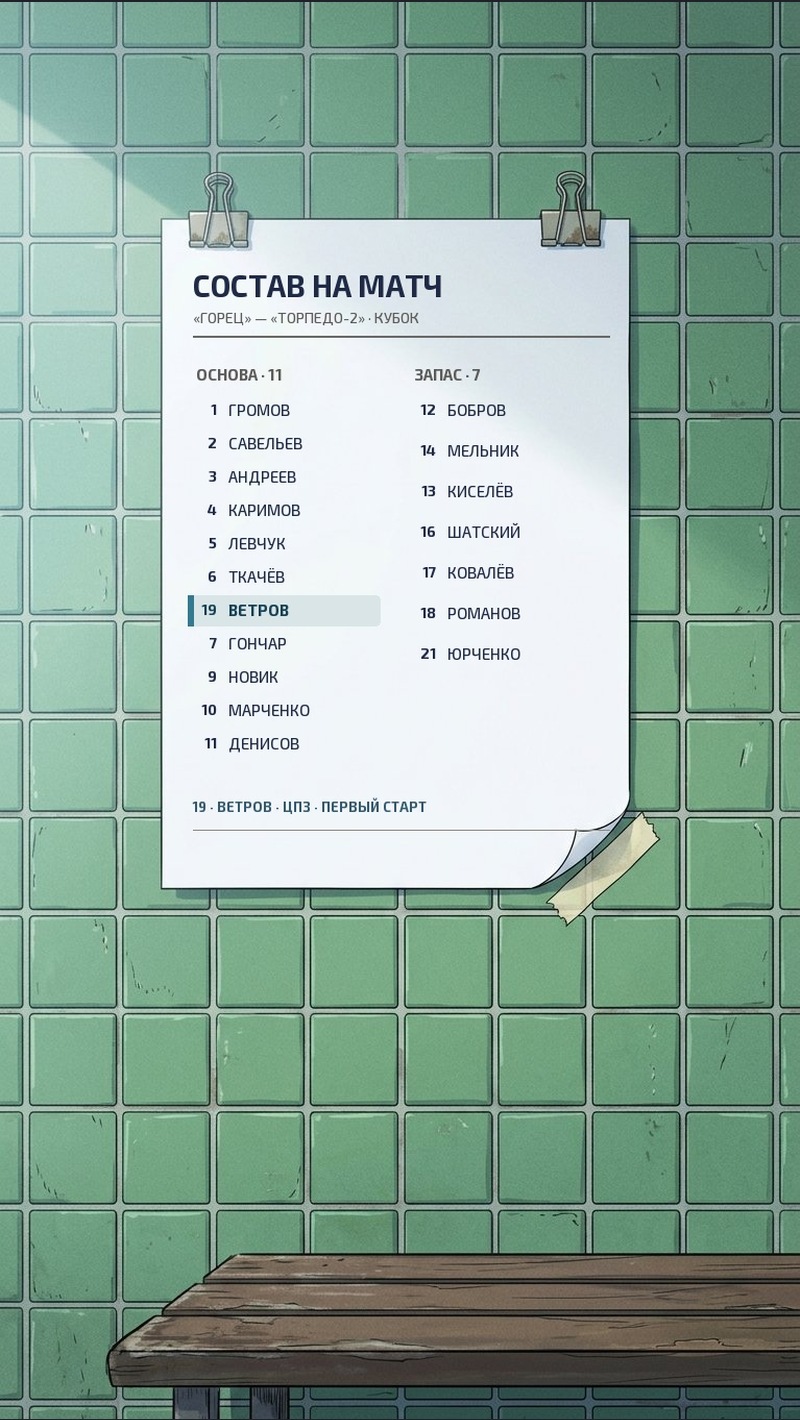 СОСТАВ НА МАТЧ
«ГОРЕЦ» — «ТОРПЕДО-2» · КУБОК
ОСНОВА · 11
1 ГРОМОВ
2 САВЕЛЬЕВ
3 АНДРЕЕВ
4 КАРИМОВ
5 ЛЕВЧУК
6 ТКАЧЁВ
19 ВЕТРОВ
7 ГОНЧАР
9 НОВИК
10 МАРЧЕНКО
11 ДЕНИСОВ
ЗАПАС · 7
12 БОБРОВ
14 МЕЛЬНИК
13 КИСЕЛЁВ
16 ШАТСКИЙ
17 КОВАЛЁВ
18 РОМАНОВ
21 ЮРЧЕНКО
19 · ВЕТРОВ · ЦПЗ · ПЕРВЫЙ СТАРТ